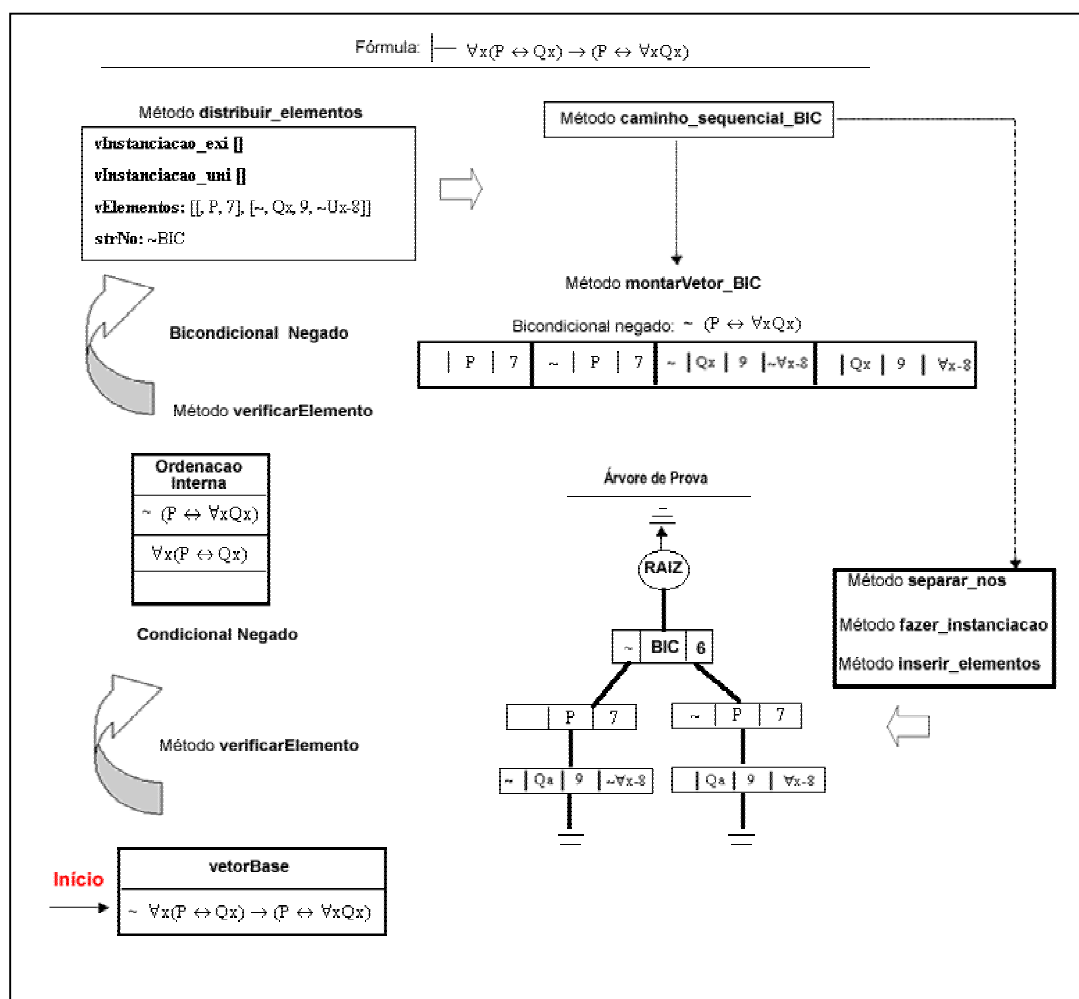 Fórmula: ├─ ∀x(P ↔ Qx) → (P ↔ ∀xQx)
Método distribuir_elementos
vInstanciacao_exi []
vInstanciacao_uni []
vElementos: [[, P, 7], [~, Qx, 9, ~Ux-8]]
strNo: ~BIC
Método caminho_sequencial_BIC
Método montarVetor_BIC
Bicondicional negado: ~ (P ↔ ∀xQx)
| P | 7 ~ | P | 7 ~ | Qx | 9 | ~∀x-8 | Qx | 9 | ∀x-8
Bicondicional Negado
Método verificarElemento
Ordenacao
Interna
~ (P ↔ ∀xQx)
∀x(P ↔ Qx)
Condicional Negado
Método verificarElemento
Árvore de Prova
RAIZ
~ BIC 6
P 7 ~ P 7
~ | Qa | 9 | ~∀x-8 | Qa | 9 | ∀x-8
Método separar_nos
Método fazer_instanciacao
Método inserir_elementos
Início
vetorBase
~ ∀x(P ↔ Qx) → (P ↔ ∀xQx)